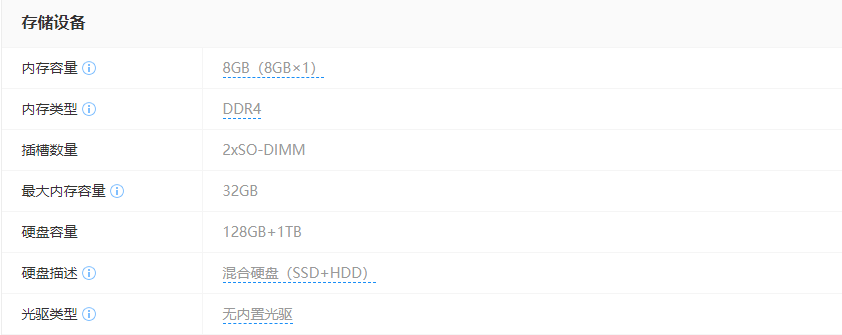 存储设备
内存容量 8GB（8GB×1）
内存类型 DDR4
插槽数量 2xSO-DIMM
最大内存容量 32GB
硬盘容量 128GB+1TB
硬盘描述 混合硬盘（SSD+HDD）
光驱类型 无内置光驱